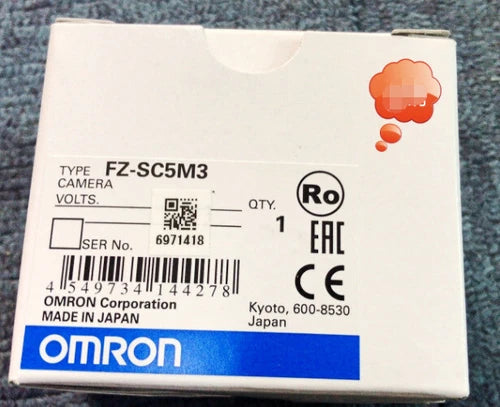 TYPE FZ-SC5M3
CAMERA
VOLTS.
QTY.
1
Ro
EAC
CE
SER No.
6971418
4 549734 144278
OMRON Corporation
MADE IN JAPAN
Kyoto, 600-8530
Japan
OMRON